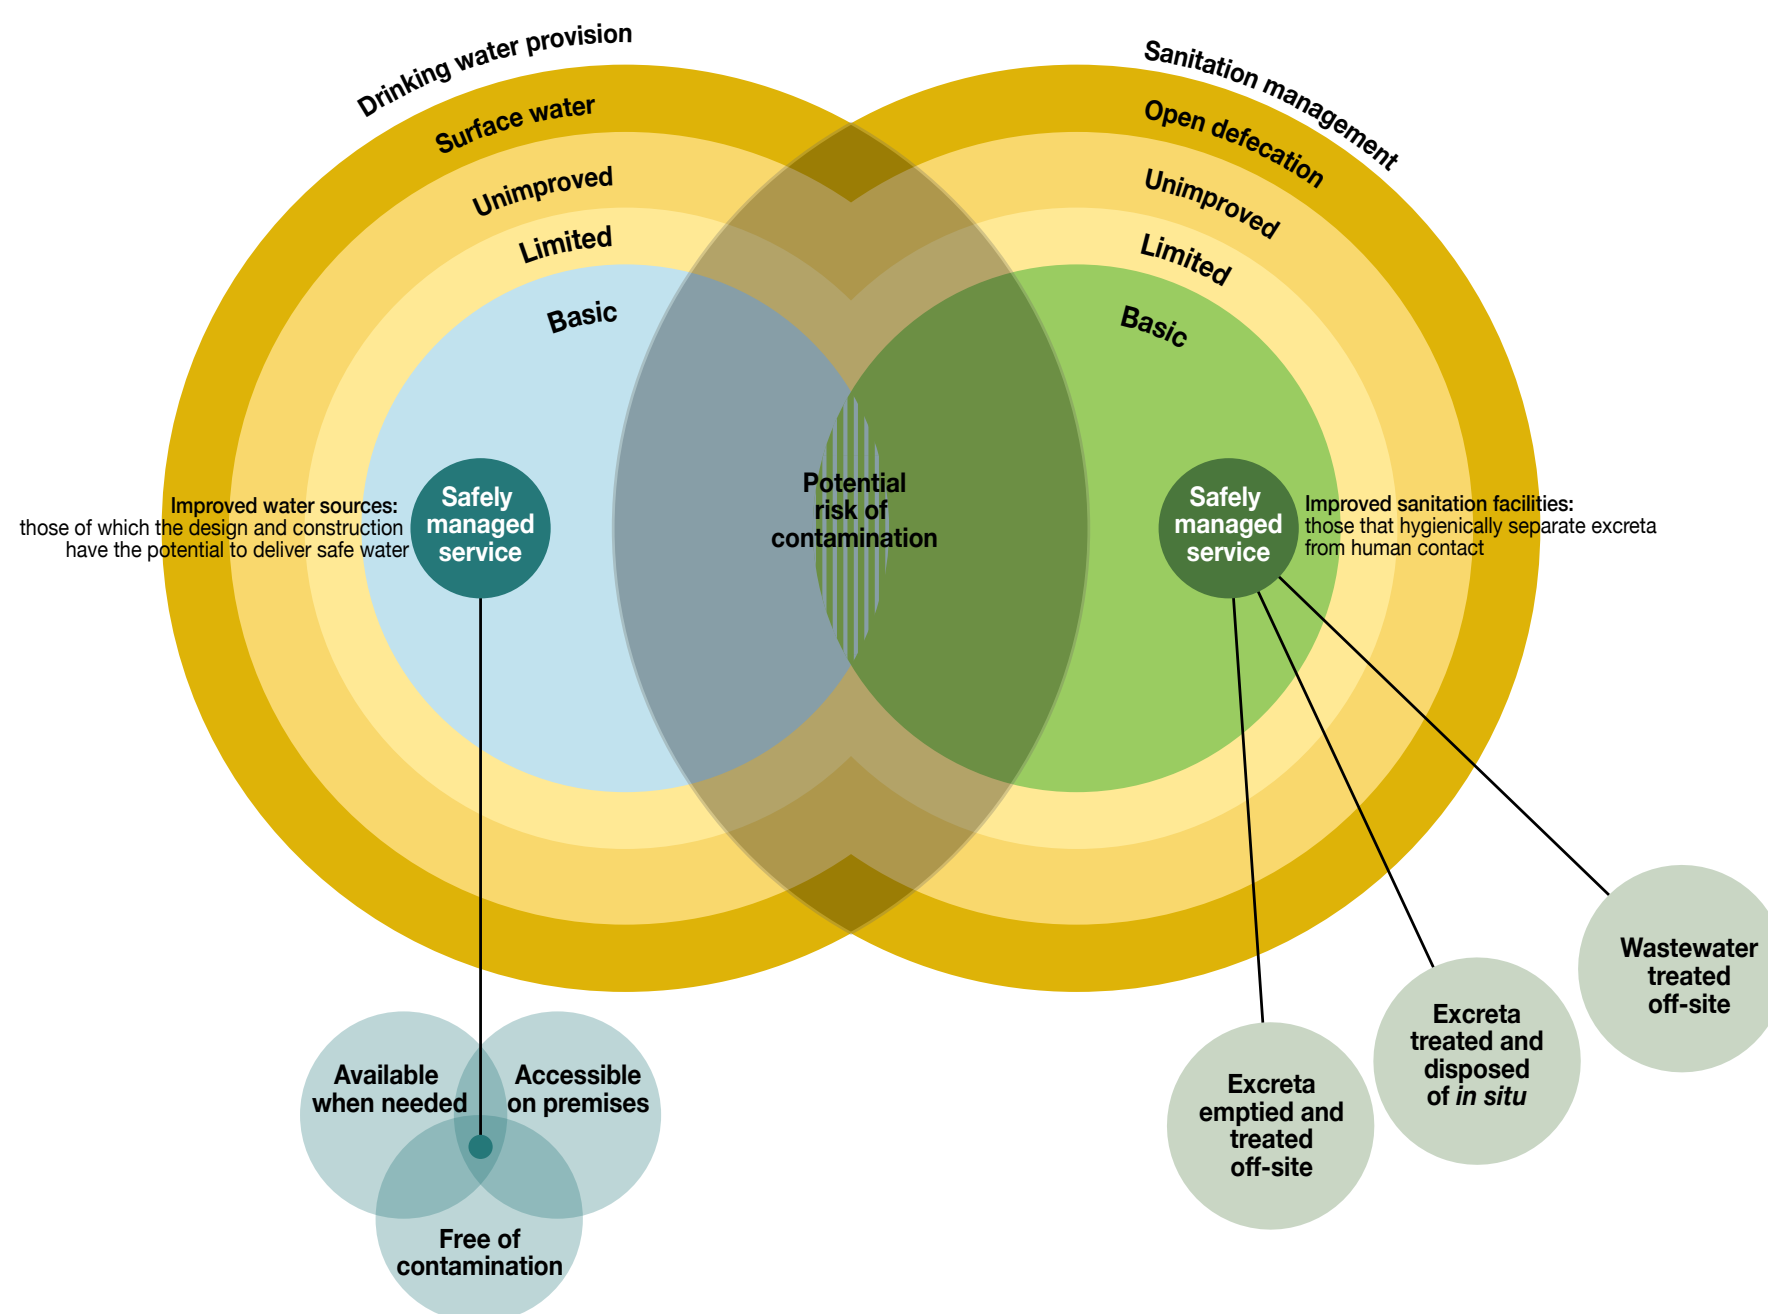 Drinking water provision
Surface water
Unimproved
Limited
Basic
Sanitation management
Open defecation
Unimproved
Limited
Basic
Improved water sources:
those of which the design and construction
have the potential to deliver safe water
Safely
managed
service
Potential
risk of
contamination
Safely
managed
service
Improved sanitation facilities:
those that hygienically separate excreta
from human contact
Available
when needed
Accessible
on premises
Free of
contamination
Excreta
emptied and
treated
off-site
Excreta
treated and
disposed
of in situ
Wastewater
treated
off-site